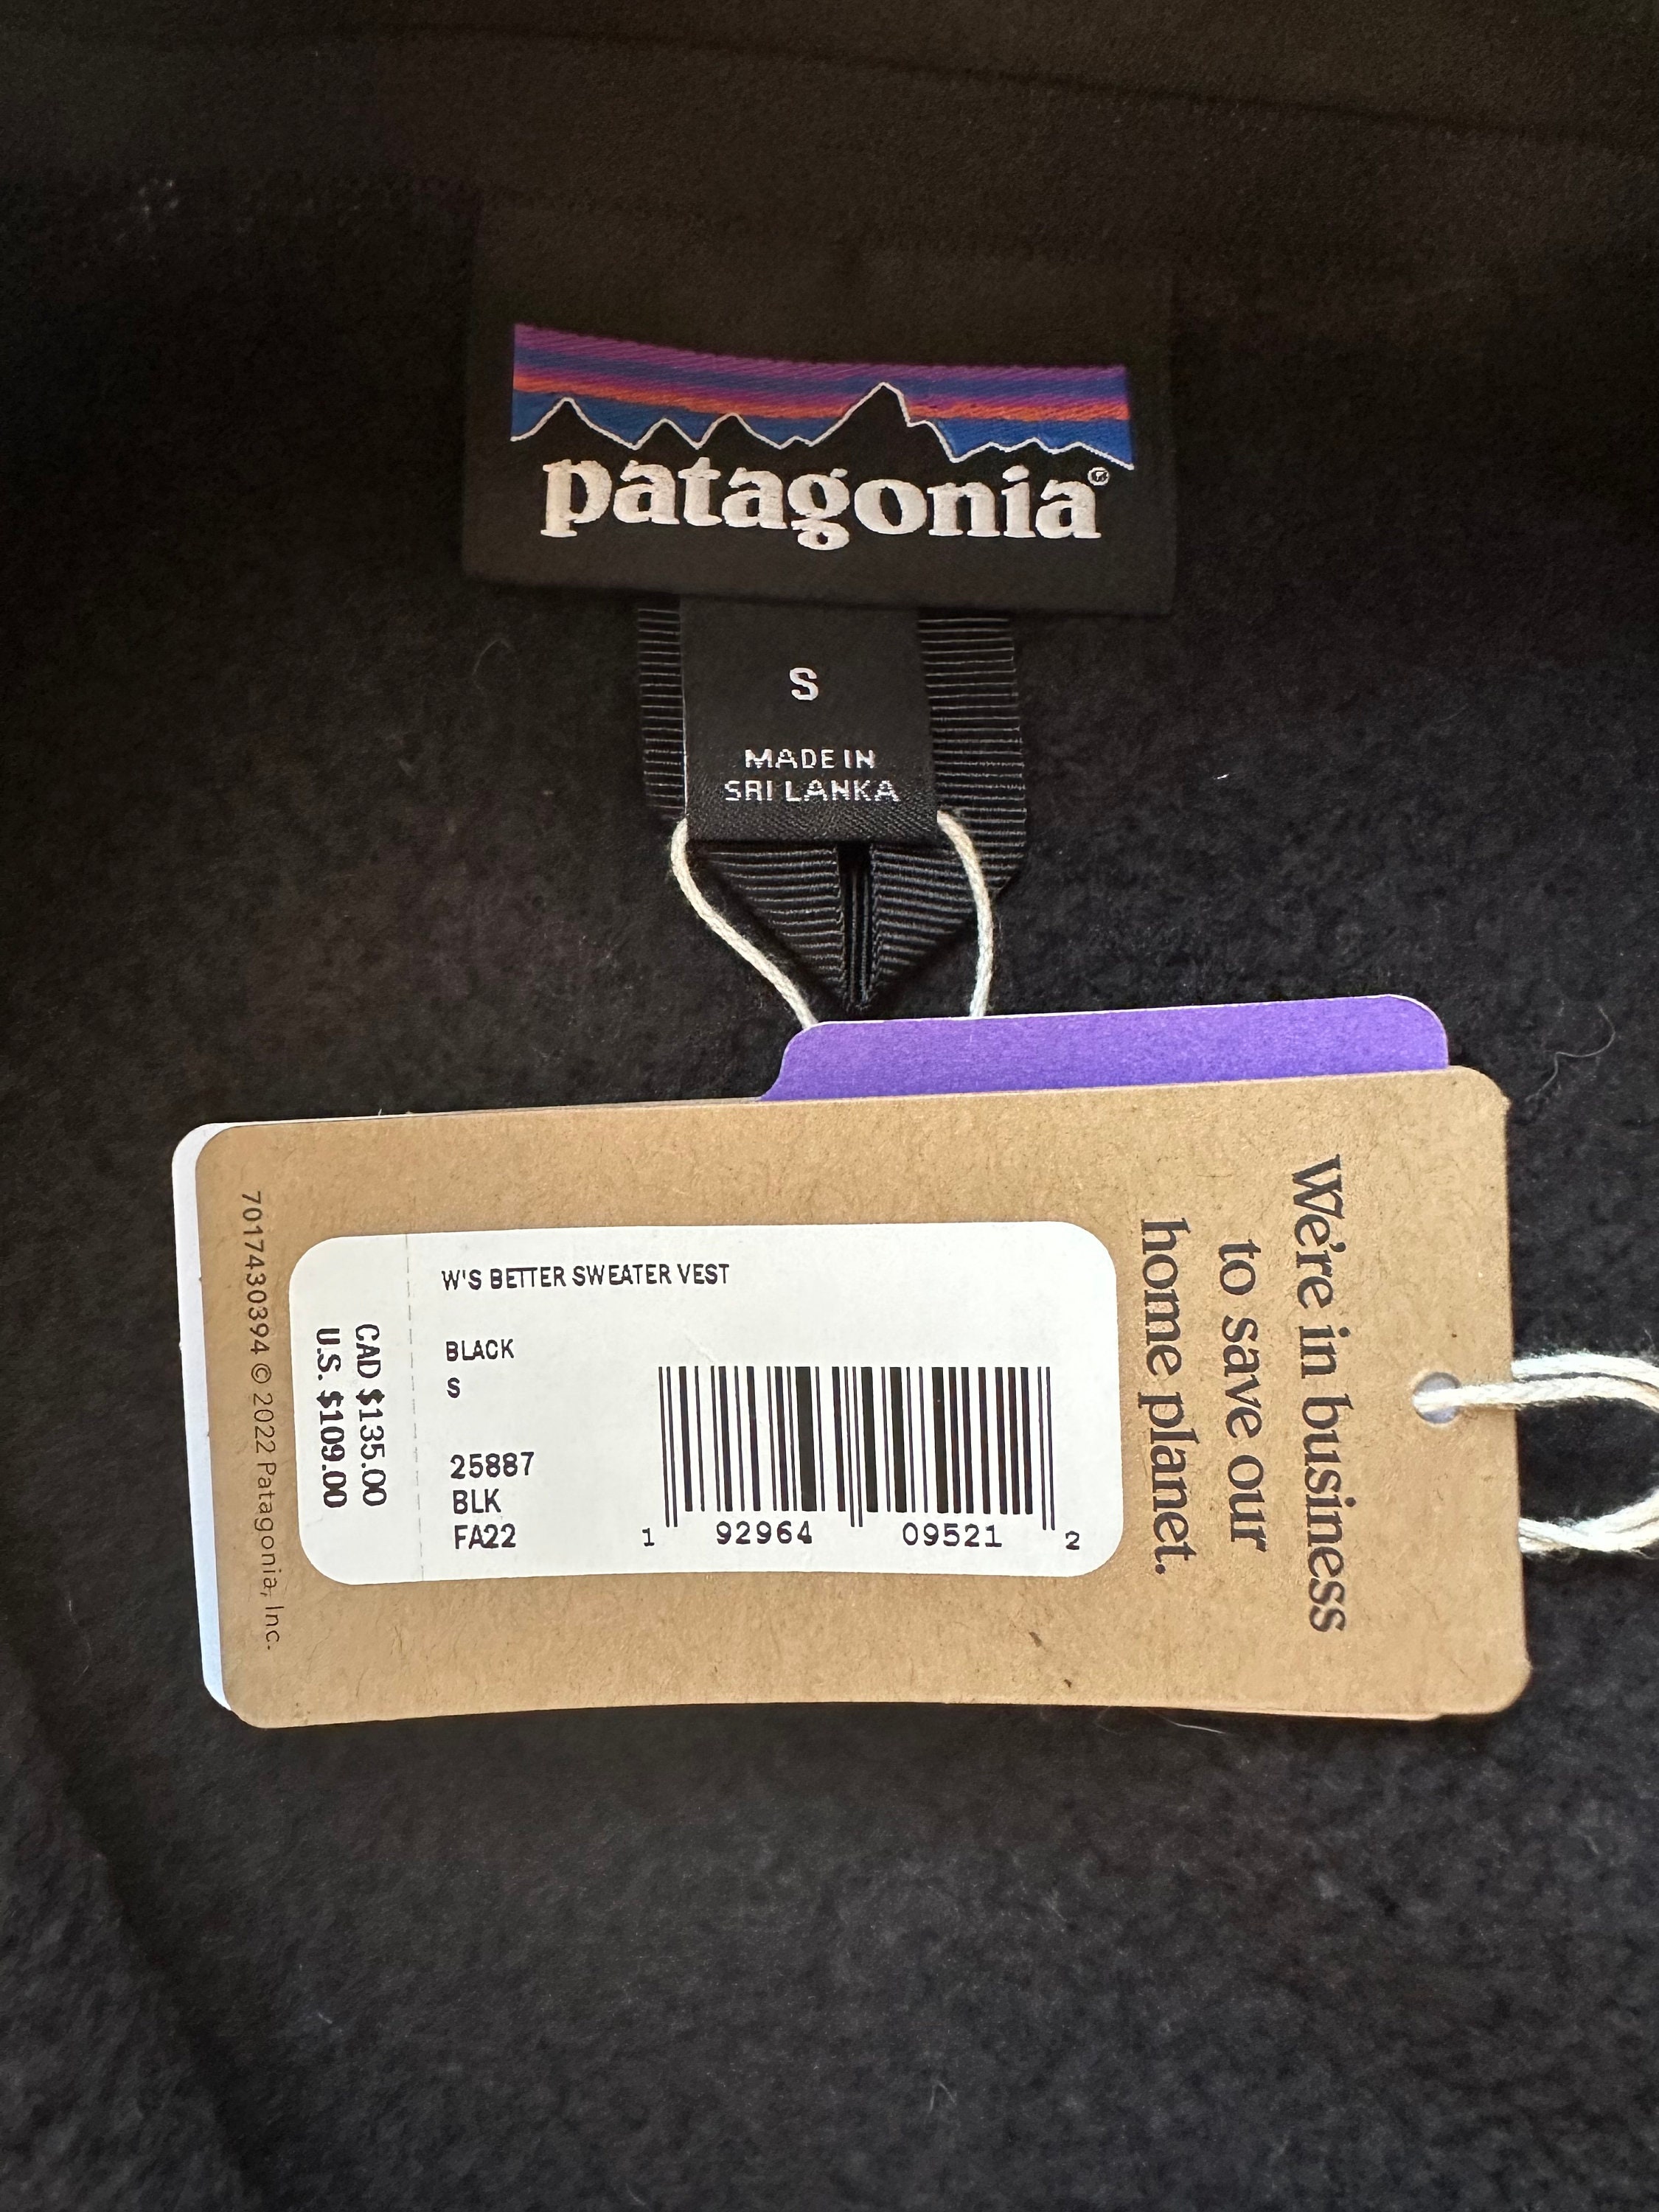 patagonia®
S
MADE IN
SRI LANKA
We're in business
to save our
home planet.
W'S BETTER SWEATER VEST
BLACK
S
25887
BLK
FA22
1 92964 09521 2
CAD $135.00
U.S. $109.00
7017430394 © 2022 Patagonia, Inc.